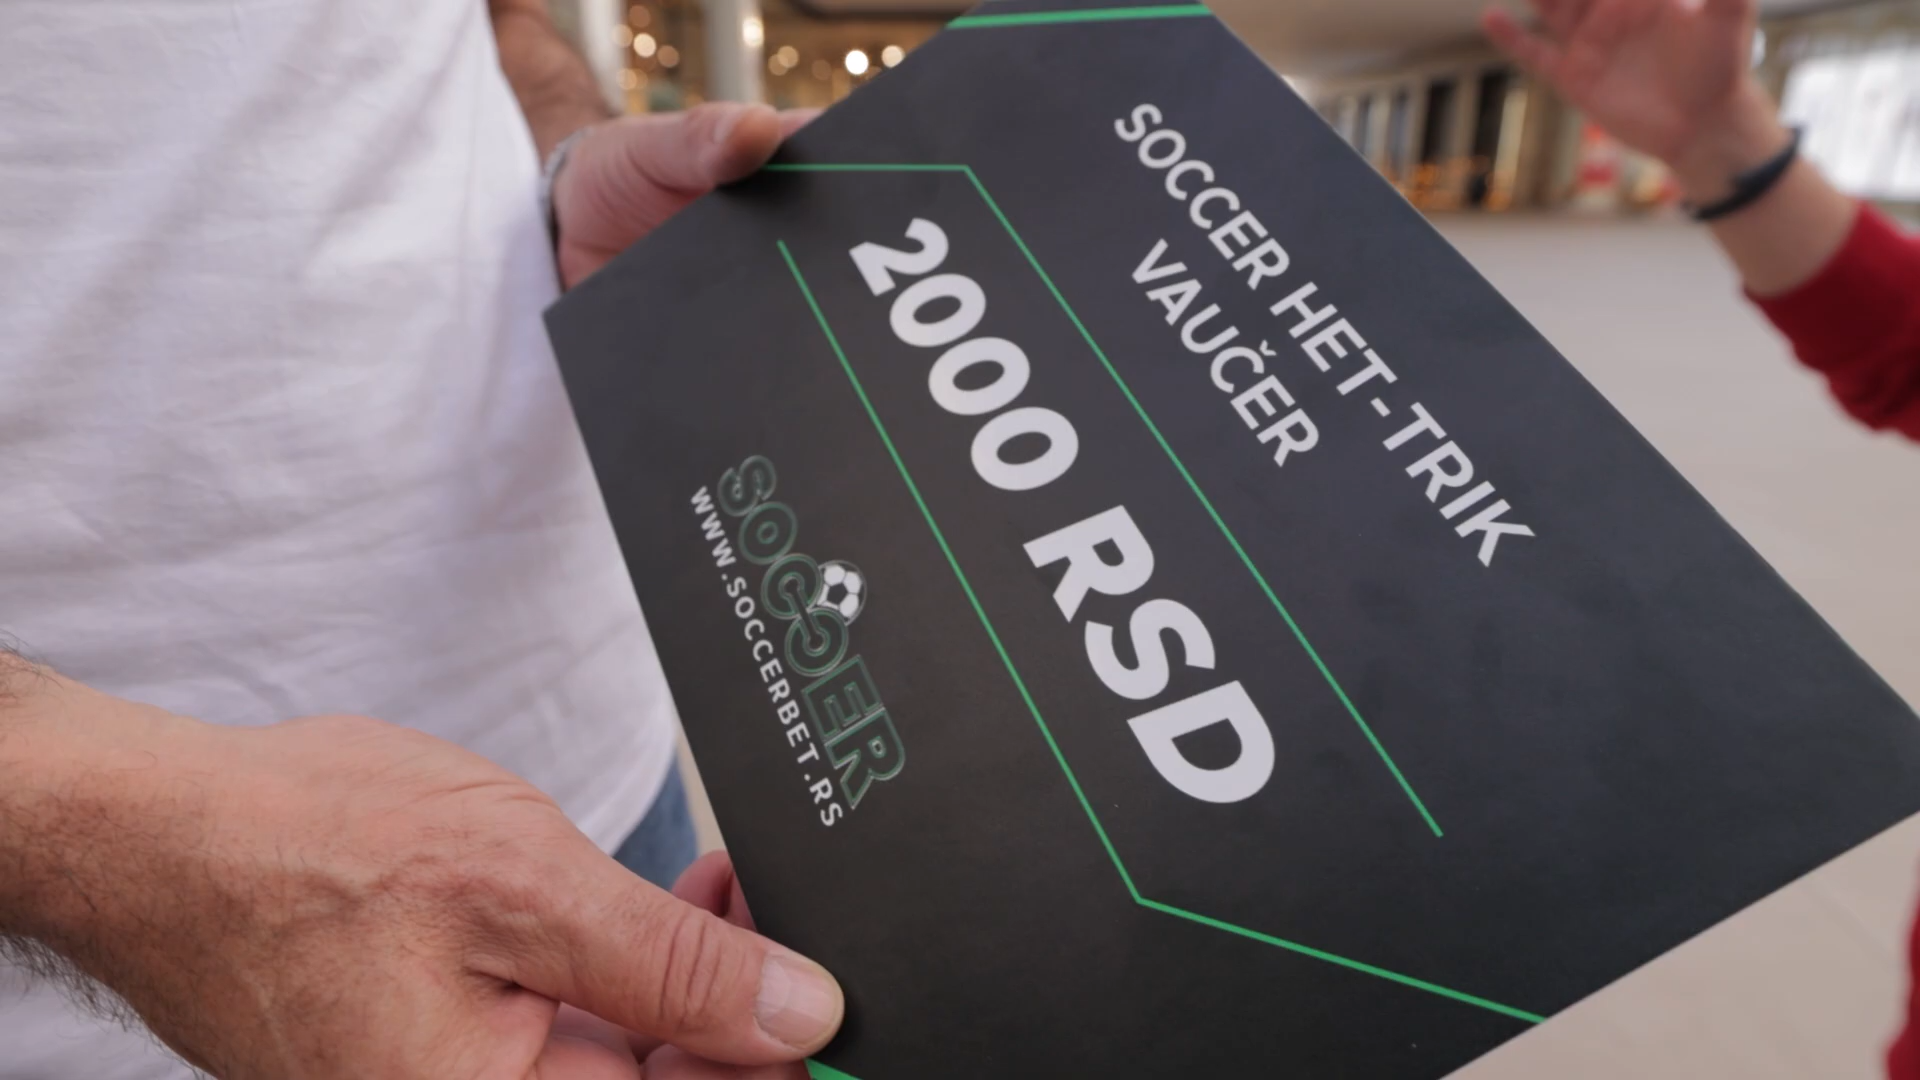 SOCCER HET-TRIK
VAUČER
2000 RSD
SOCCER
WWW.SOCCERBET.RS